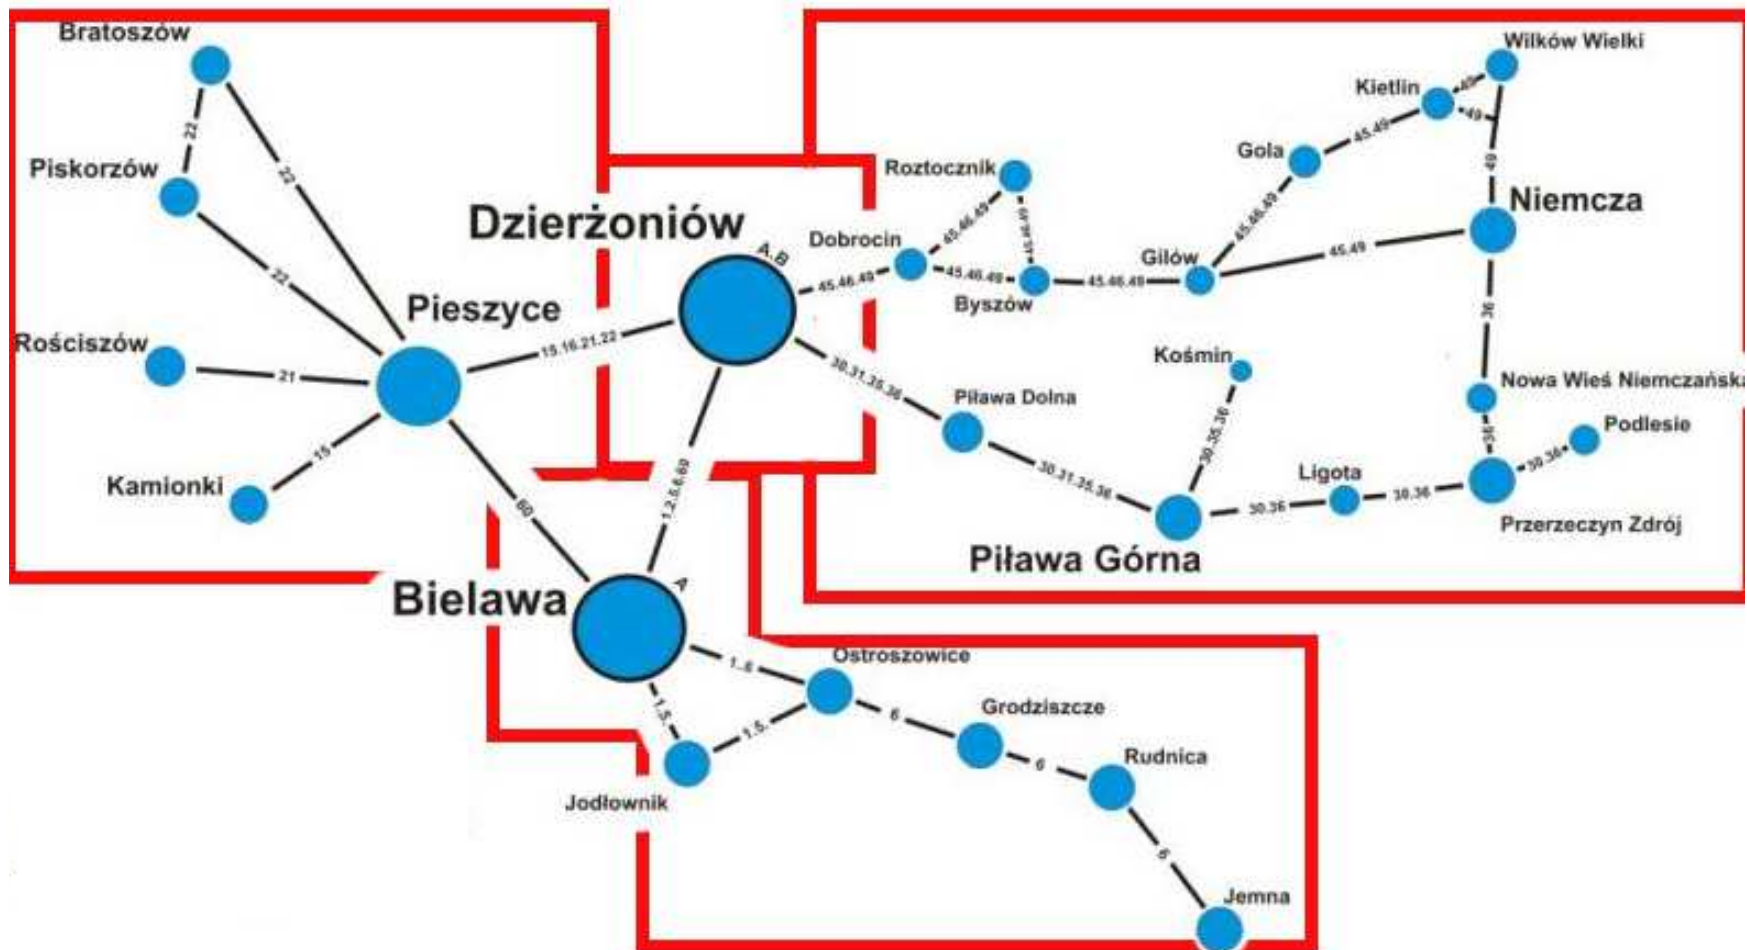 Bratoszów
22
22
Piskorzów
22
Rościszów
21
Pieszyce
Kamionki
15
15.16.21.22
60
Dzierżoniów
A.B
1.2.5.6.60
Bielawa
A
1..6
1.5.
1.5.
Jodłownik
Ostroszowice
6
Grodziszcze
6
Rudnica
6
Jemna
45.46.49
Dobrocin
45.46.49
Roztocznik
45.46.49
Byszów
45.46.49
Gilów
45.46.49
Gola
45.49
Kietlin
49
49
Wilków Wielki
49
45.49
Niemcza
36
Nowa Wieś Niemczańska
36
Podlesie
30.36
Przerzeczyn Zdrój
30.36
Ligota
30.36
Kośmin
30.35.36
Piława Górna
30.31.35.36
Piława Dolna
30.31.35.36